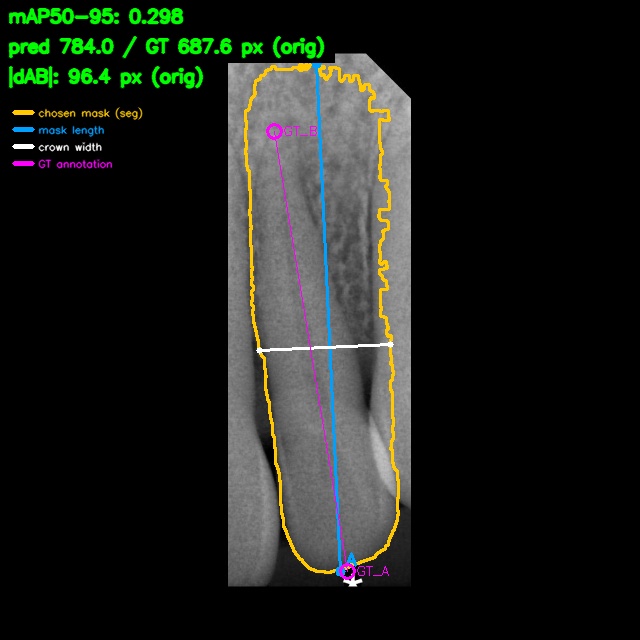 mAP50-95: 0.298
pred 784.0 / GT 687.6 px (orig)
|dAB|: 96.4 px (orig)
chosen mask (seg)
mask length
crown width
GT annotation
GT_B
GT_A